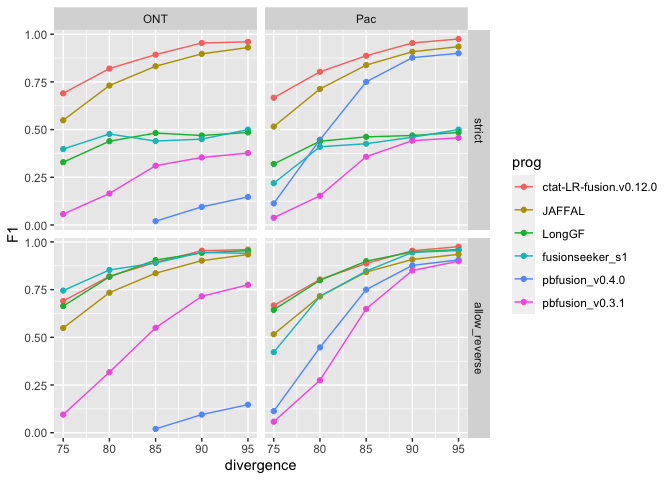 ONT
Pac
1.00
0.75
0.50
0.25
0.00
strict
1.00
0.75
0.50
0.25
0.00
allow_reverse
F1
75 80 85 90 95
75 80 85 90 95
divergence
prog
ctat-LR-fusion.v0.12.0
JAFFAL
LongGF
fusionseeker_s1
pbfusion_v0.4.0
pbfusion_v0.3.1